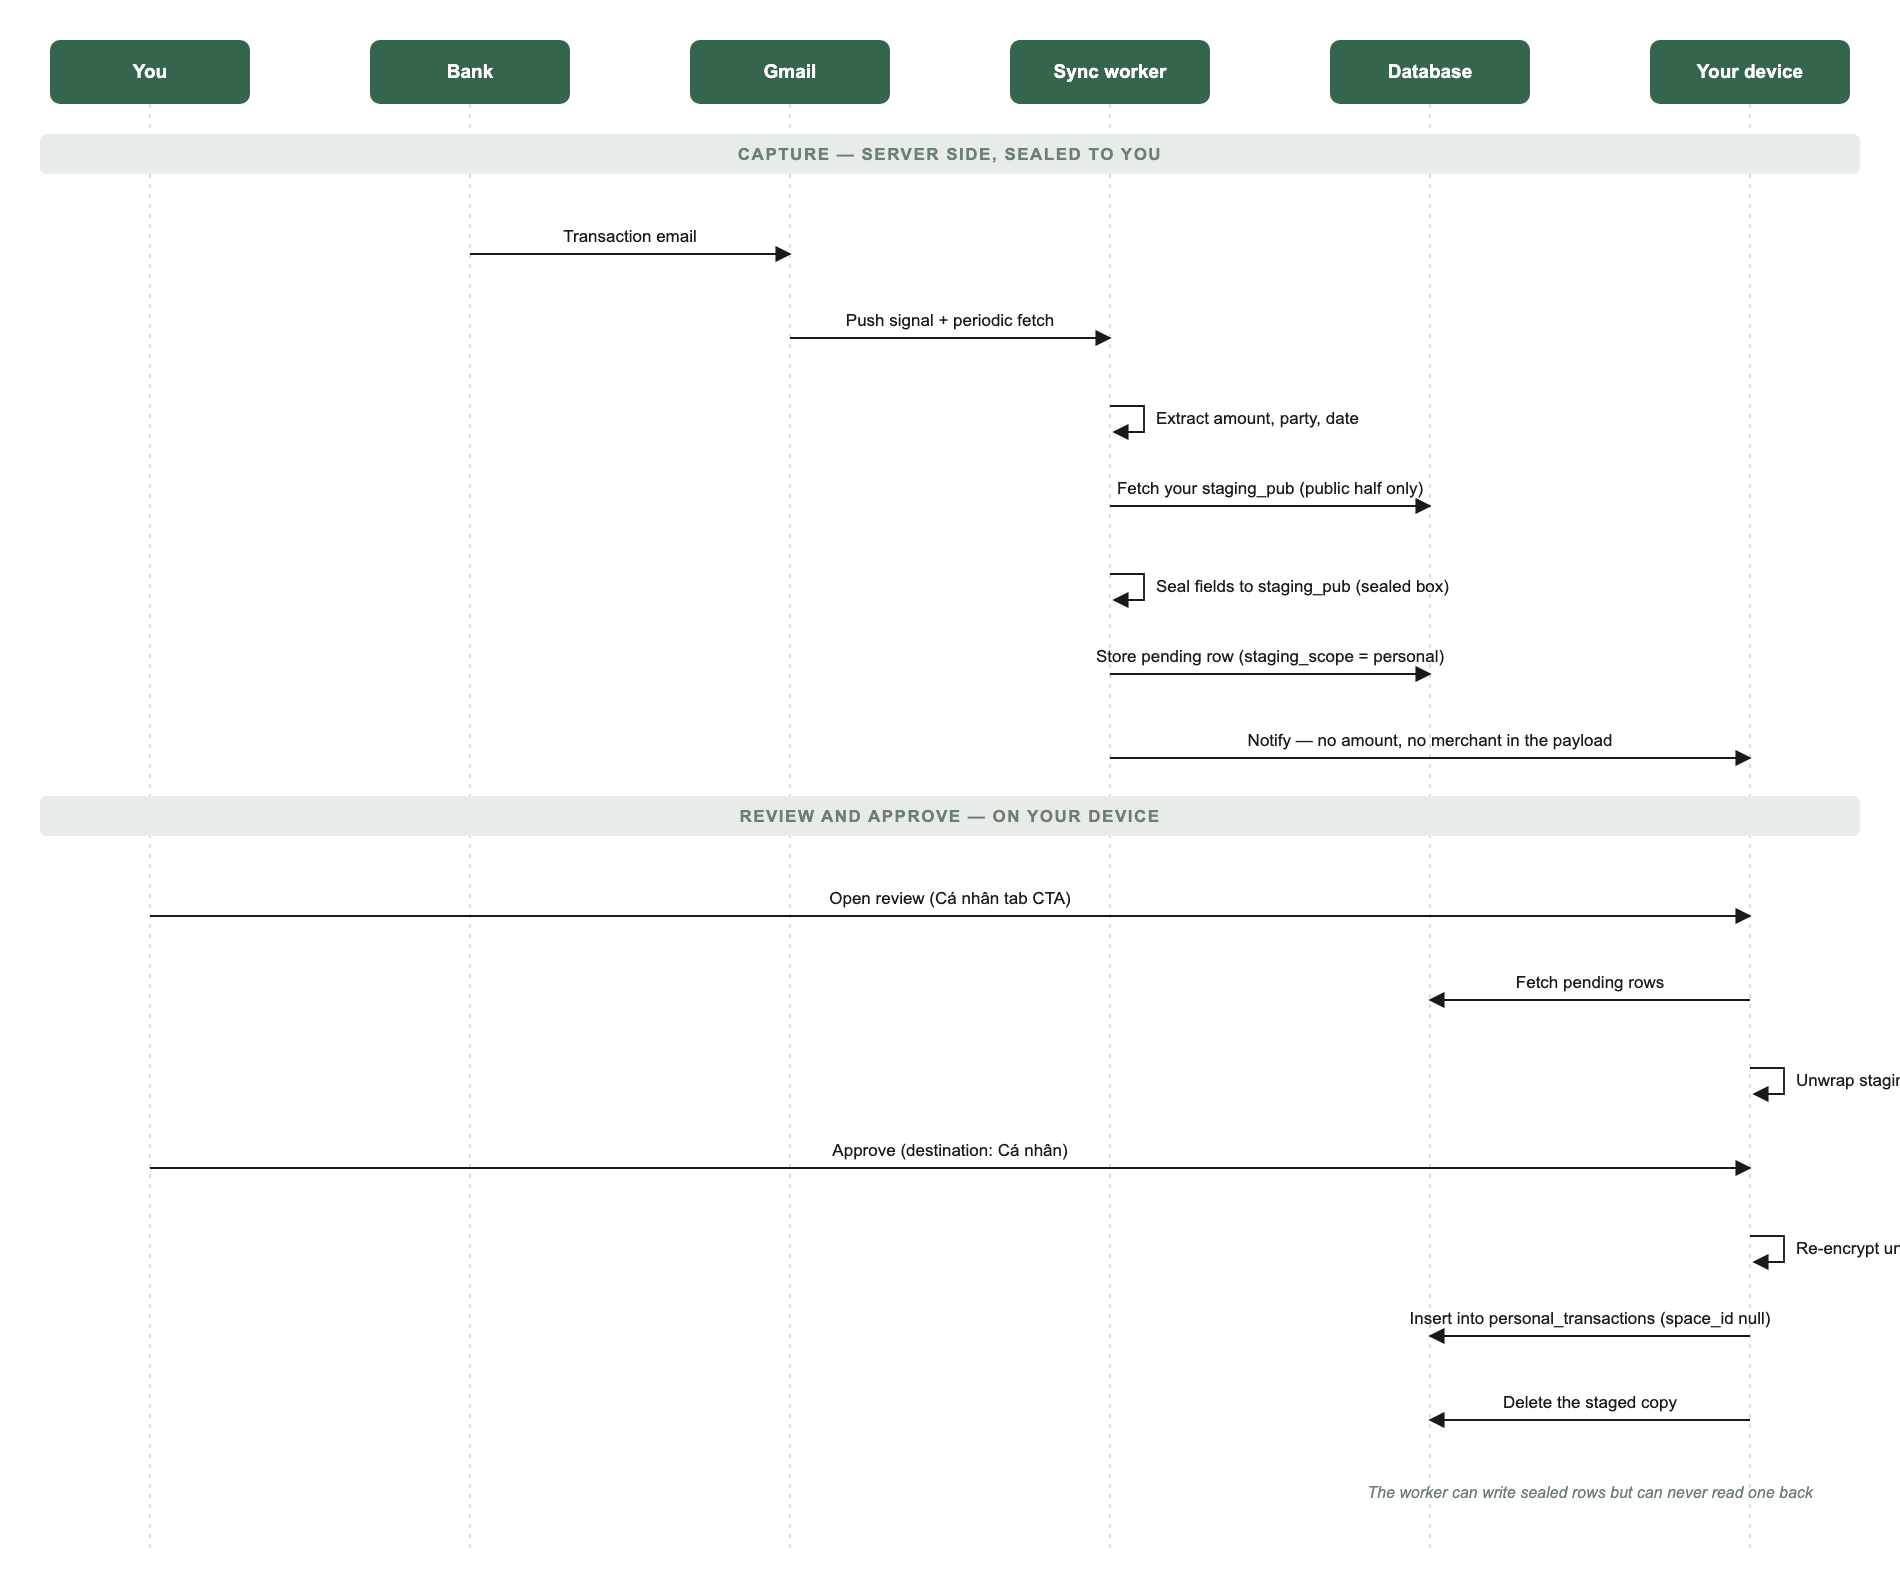 You
Bank
Gmail
Sync worker
Database
Your device
CAPTURE — SERVER SIDE, SEALED TO YOU
Transaction email
Push signal + periodic fetch
Extract amount, party, date
Fetch your staging_pub (public half only)
Seal fields to staging_pub (sealed box)
Store pending row (staging_scope = personal)
Notify — no amount, no merchant in the payload
REVIEW AND APPROVE — ON YOUR DEVICE
Open review (Cá nhân tab CTA)
Fetch pending rows
Unwrap
Approve (destination: Cá nhân)
Re-encrypt
Insert into personal_transactions (space_id null)
Delete the staged copy
The worker can write sealed rows but can never read one back